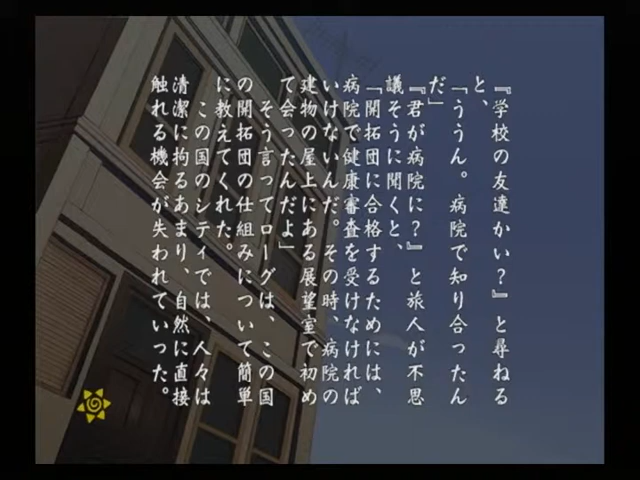 『学校の友達かい？』と尋ねる
と、
「ううん。病院で知り合ったん
だ」
『君が病院に？』と旅人が不思
議そうに聞くと、
「開拓団に合格するためには、
病院で健康審査を受けなければ
いけないんだ。その時、病院の
建物の屋上にある展望室で初め
て会ったんだよ」
　そう言ってローグは、この国
の開拓団の仕組みについて簡単
に教えてくれた。
　この国のシティでは、人々は
清潔に拘るあまり、自然に直接
触れる機会が失われていった。